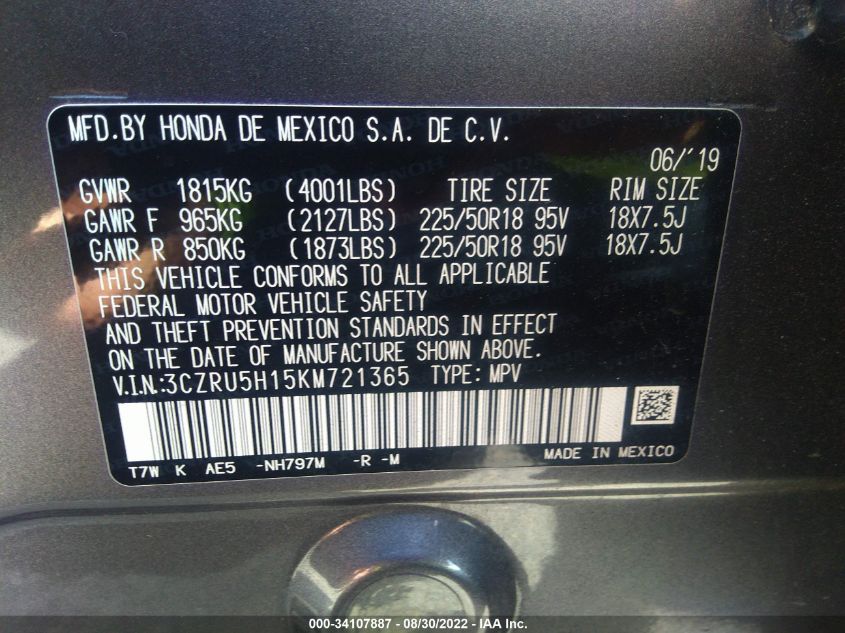 MFD.BY HONDA DE MEXICO S.A. DE C.V.
06/'19
GVWR 1815KG (4001LBS) TIRE SIZE RIM SIZE
GAWR F 965KG (2127LBS) 225/50R18 95V 18X7.5J
GAWR R 850KG (1873LBS) 225/50R18 95V 18X7.5J
THIS VEHICLE CONFORMS TO ALL APPLICABLE
FEDERAL MOTOR VEHICLE SAFETY
AND THEFT PREVENTION STANDARDS IN EFFECT
ON THE DATE OF MANUFACTURE SHOWN ABOVE.
V.I.N.:3CZRU5H15KM721365 TYPE: MPV
T7W K AE5 -NH797M -R -M MADE IN MEXICO
000-34107887 - 08/30/2022 - IAA Inc.